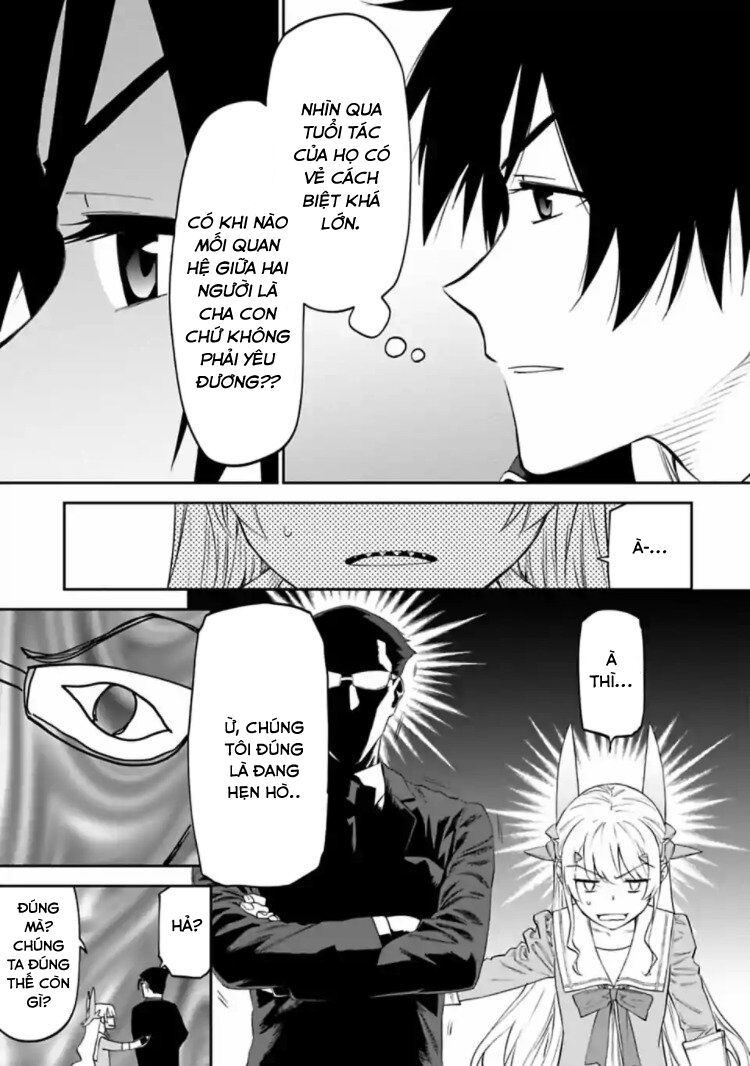 NHÌN QUA
TUỔI TÁC
CỦA HỌ CÓ
VẺ CÁCH
BIỆT KHÁ
LỚN.
CÓ KHI NÀO
MỐI QUAN
HỆ GIỮA HAI
NGƯỜI LÀ
CHA CON
CHỨ KHÔNG
PHẢI YÊU
ĐƯƠNG??
À-...
À
THÌ...
Ừ, CHÚNG
TÔI ĐÚNG
LÀ ĐANG
HẸN HÒ..
HẢ?
ĐÚNG
MÀ?
CHÚNG
TA ĐÚNG
THẾ CÒN
GÌ?